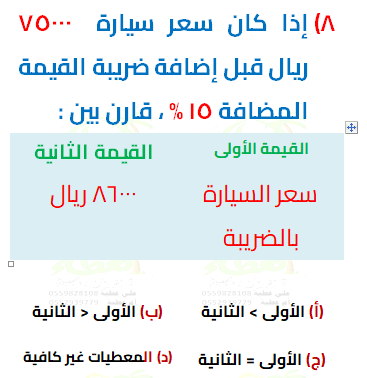 ٨) إذا كان سعر سيارة ٧٥٠٠٠
ريال قبل إضافة ضريبة القيمة
المضافة ١٥ % ، قارن بين :
القيمة الأولى القيمة الثانية
سعر السيارة ٨٦٠٠٠ ريال
بالضريبة
(أ) الأولى > الثانية (ب) الأولى < الثانية
(ج) الأولى = الثانية (د) المعطيات غير كافية